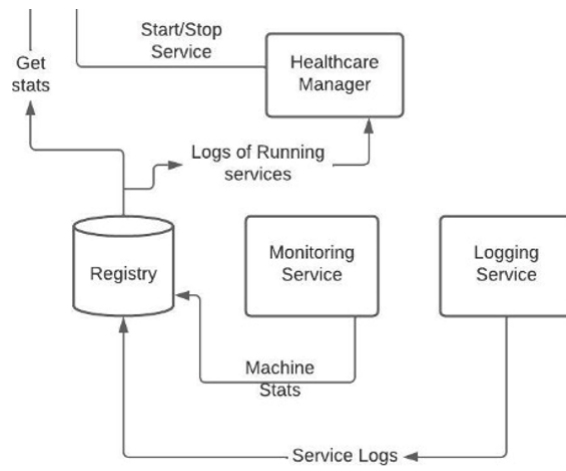 Start/Stop
Service
Get
stats
Healthcare
Manager
Logs of Running
services
Registry
Monitoring
Service
Logging
Service
Machine
Stats
Service Logs